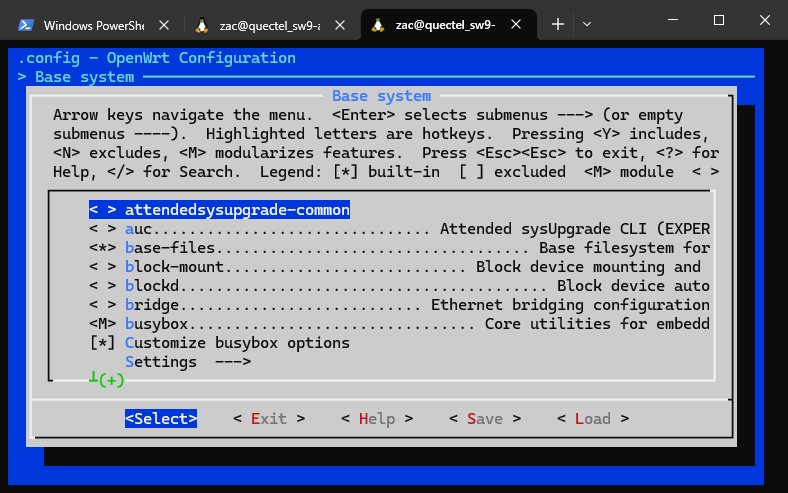 Windows PowerShe
zac@quectel_sw9-a
zac@quectel_sw9-
.config - OpenWrt Configuration
> Base system
Base system
Arrow keys navigate the menu.  <Enter> selects submenus ---> (or empty
submenus ----).  Highlighted letters are hotkeys.  Pressing <Y> includes,
<N> excludes, <M> modularizes features.  Press <Esc><Esc> to exit, <?> for
Help, </> for Search.  Legend: [*] built-in  [ ] excluded  <M> module  < >
< > attendedsysupgrade-common
< > auc............................... Attended sysUpgrade CLI (EXPER
<*> base-files................................... Base filesystem for
< > block-mount........................... Block device mounting and
< > blockd........................................ Block device auto
< > bridge........................... Ethernet bridging configuration
<M> busybox................................ Core utilities for embedd
[*] Customize busybox options
Settings  --->
┴(+)
<Select>    < Exit >    < Help >    < Save >    < Load >